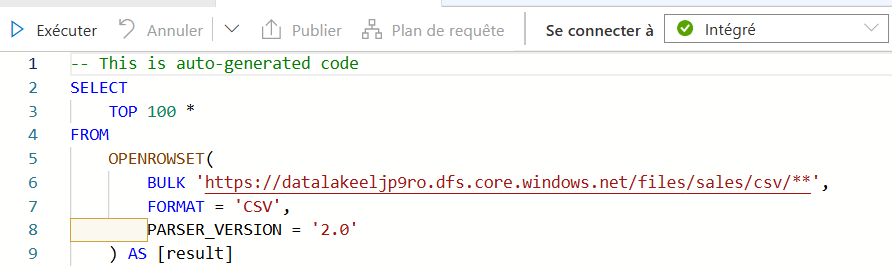 Exécuter Annuler Publier Plan de requête Se connecter à Intégré
1 -- This is auto-generated code
2 SELECT
3 TOP 100 *
4 FROM
5 OPENROWSET(
6 BULK 'https://datalakeeljp9ro.dfs.core.windows.net/files/sales/csv/**',
7 FORMAT = 'CSV',
8 PARSER_VERSION = '2.0'
9 ) AS [result]